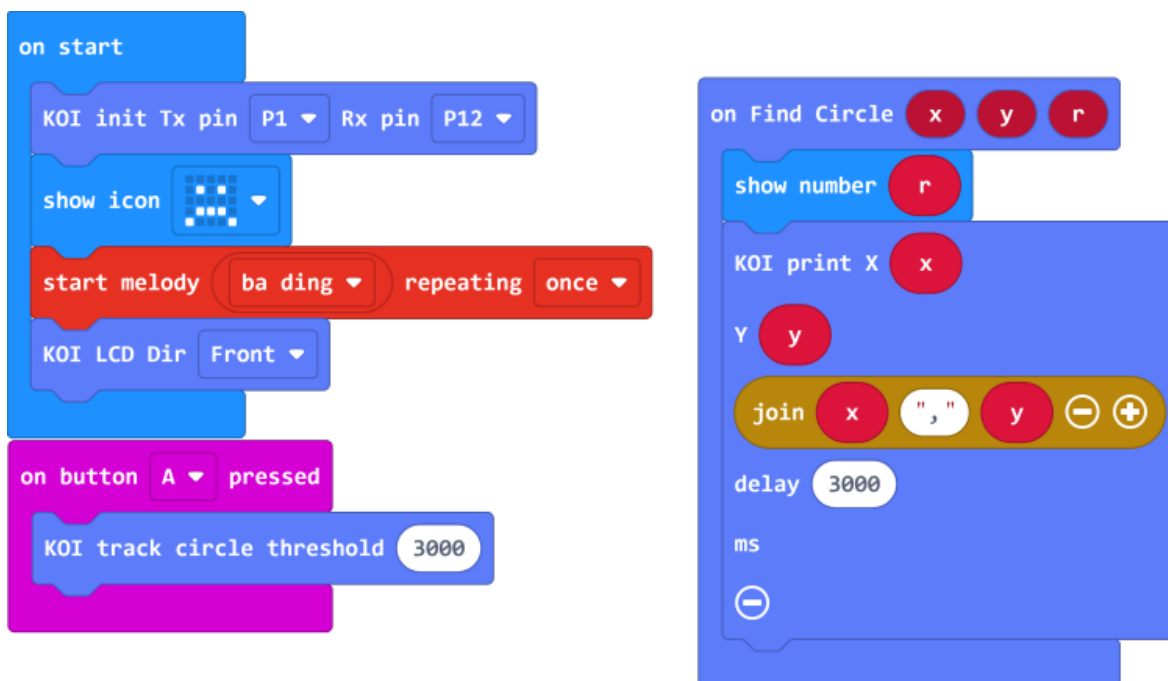 on start
KOI init Tx pin P1 Rx pin P12
show icon
start melody ba ding repeating once
KOI LCD Dir Front
on button A pressed
KOI track circle threshold 3000
on Find Circle x y r
show number r
KOI print X x
Y y
join x "," y
delay 3000
ms